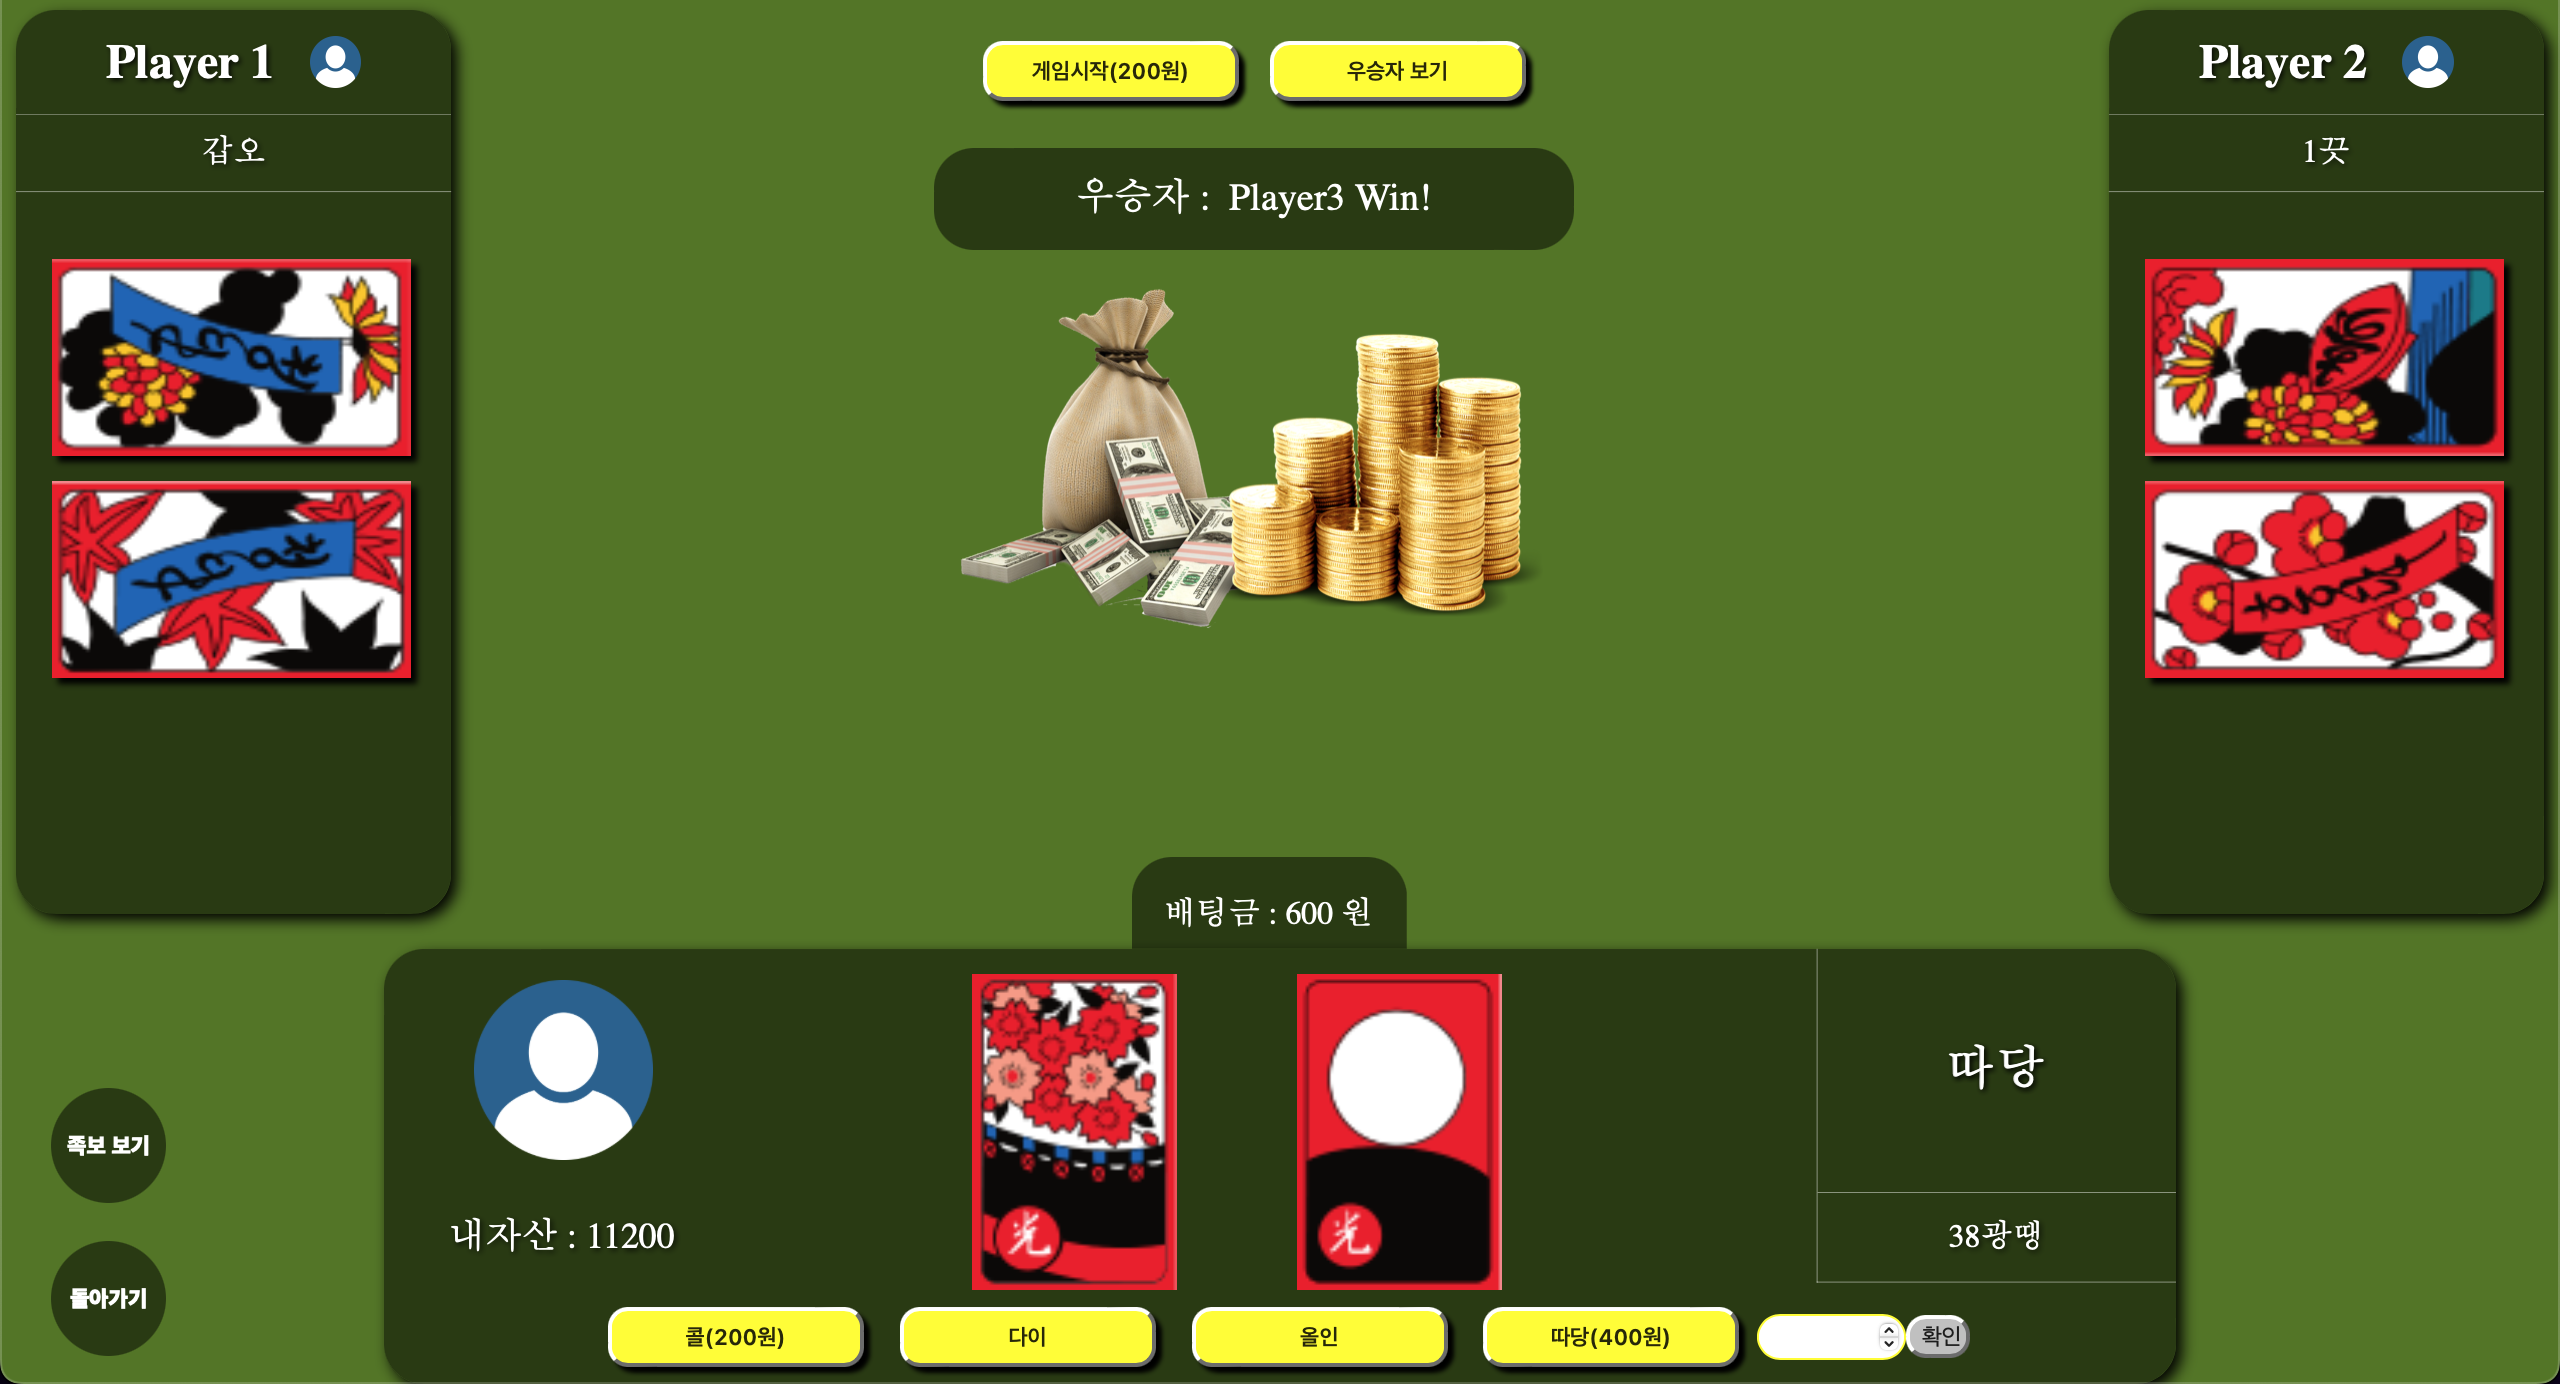 Player 1
갑오
게임시작(200원)
우승자 보기
우승자 : Player3 Win!
Player 2
1끗
배팅금 : 600 원
내자산 : 11200
光
光
따당
38광땡
족보 보기
돌아가기
콜(200원)
다이
올인
따당(400원)
확인